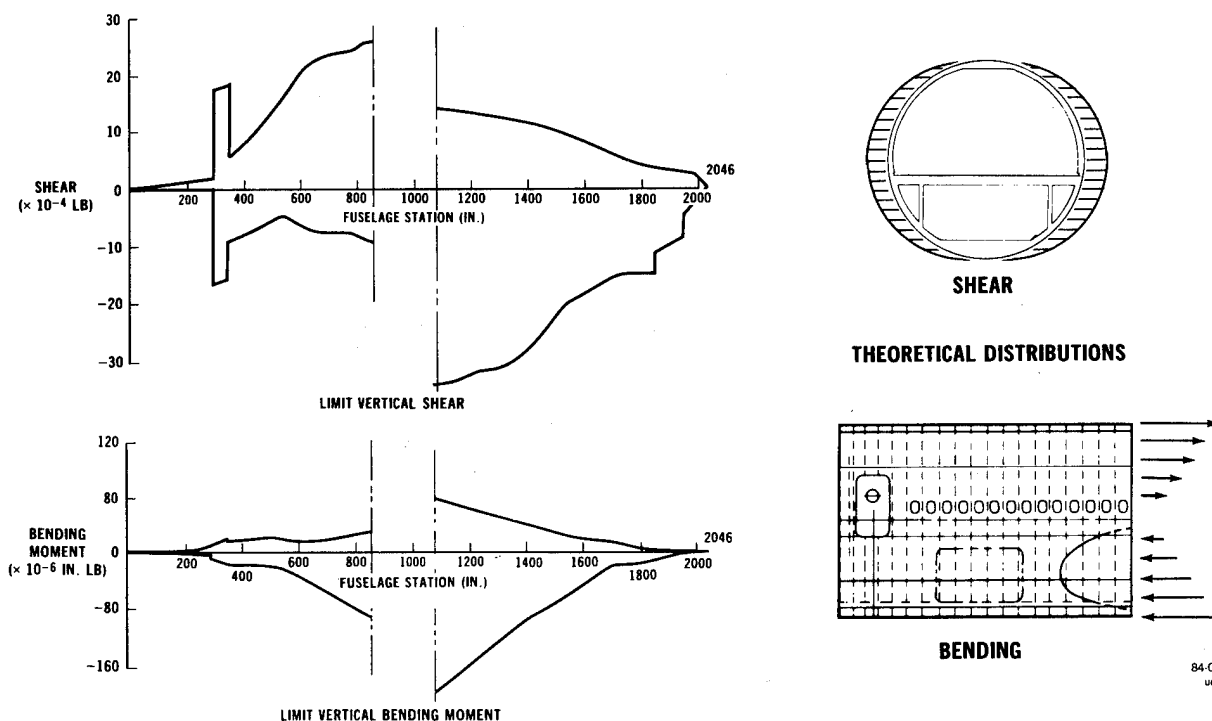 30
20
10
SHEAR
(× 10⁻⁴ LB)
0
-10
-20
-30
200 400 600 800 1000 1200 1400 1600 1800 2000
2046
FUSELAGE STATION (IN.)
LIMIT VERTICAL SHEAR
120
80
40
BENDING
MOMENT
(× 10⁻⁶ IN. LB)
0
-80
-160
200 400 600 800 1000 1200 1400 1600 1800 2000
2046
FUSELAGE STATION (IN.)
LIMIT VERTICAL BENDING MOMENT
SHEAR
THEORETICAL DISTRIBUTIONS
BENDING